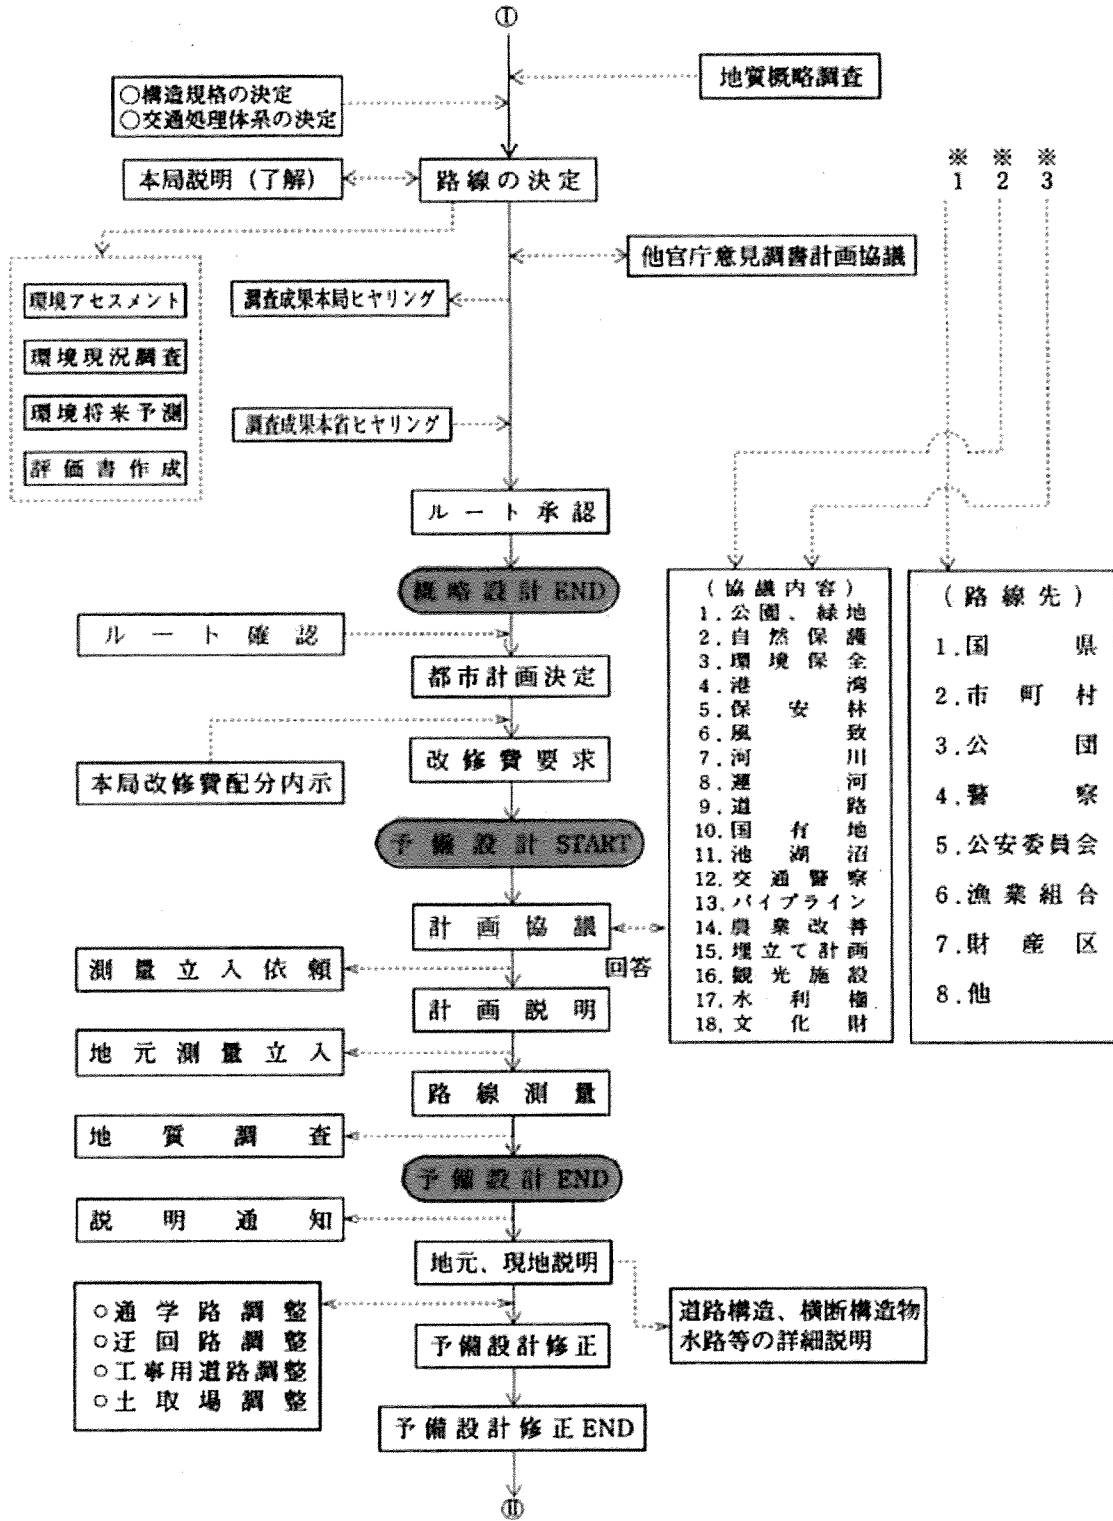 Ⓘ
地質概略調査
○構造規格の決定
○交通処理体系の決定
※ ※ ※
1 2 3
本局説明(了解)
路線の決定
他官庁意見調書計画協議
環境アセスメント
調査成果本局ヒヤリング
環境現況調査
環境将来予測
調査成果本省ヒヤリング
評価書作成
ルート承認
概略設計END
ルート確認
都市計画決定
改修費要求
本局改修費配分内示
予備設計START
計画協議
回答
測量立入依頼
計画説明
地元測量立入
路線測量
地質調査
予備設計END
説明通知
地元、現地説明
(協議内容)
1.公園、緑地
2.自然保護
3.環境保全
4.港湾
5.保安林
6.風致
7.河川
8.運河
9.道路
10.国有地
11.池湖沼
12.交通警察
13.パイプライン
14.農業改善
15.埋立て計画
16.観光施設
17.水利権
18.文化財
(路線先)
1.国県
2.市町村
3.公団
4.警察
5.公安委員会
6.漁業組合
7.財産区
8.他
○通学路調整
○迂回路調整
○工事用道路調整
○土取場調整
道路構造、横断構造物
水路等の詳細説明
予備設計修正
予備設計修正END
Ⓘ Ⓘ